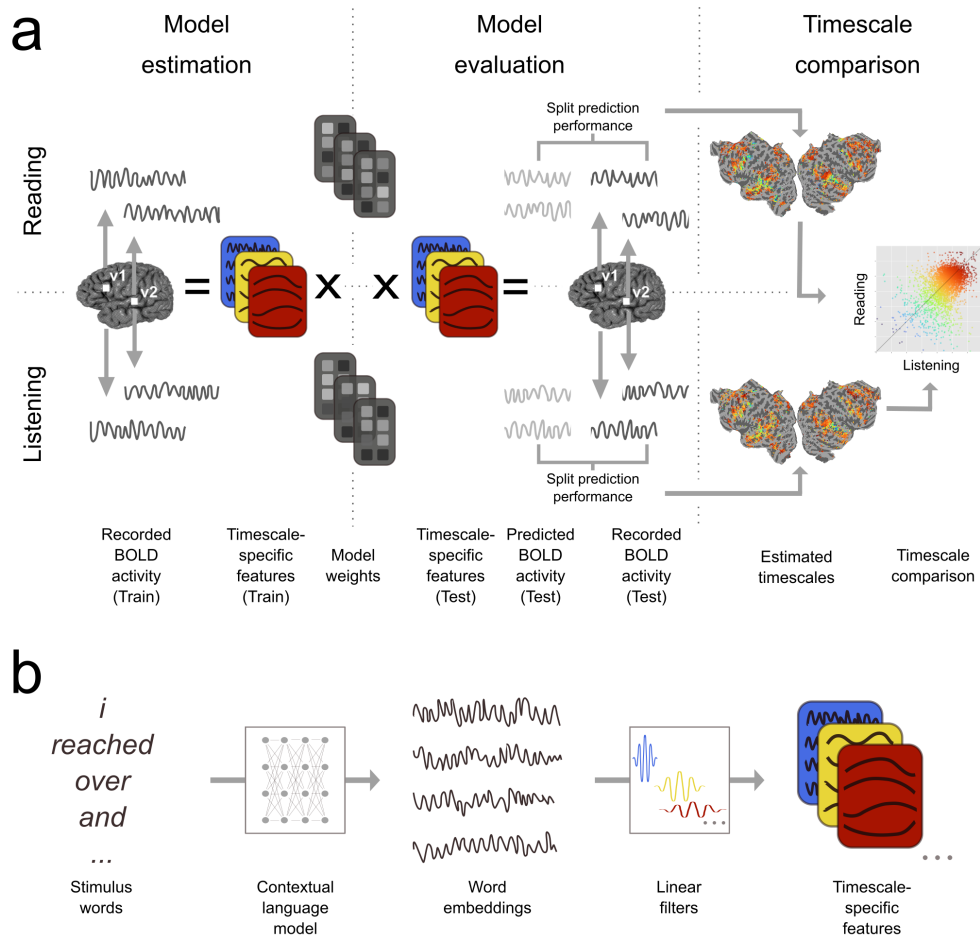 a
Model
estimation
Model
evaluation
Timescale
comparison
Reading
Listening
Split prediction
performance
v1
v2
=
x
x
=
v1
v2
Split prediction
performance
Reading
Listening
Recorded
BOLD
activity
(Train)
Timescale-
specific
features
(Train)
Model
weights
Timescale-
specific
features
(Test)
Predicted
BOLD
activity
(Test)
Recorded
BOLD
activity
(Test)
Estimated
timescales
Timescale
comparison
b
i
reached
over
and
...
Stimulus
words
Contextual
language
model
Word
embeddings
...
Linear
filters
...
Timescale-
specific
features